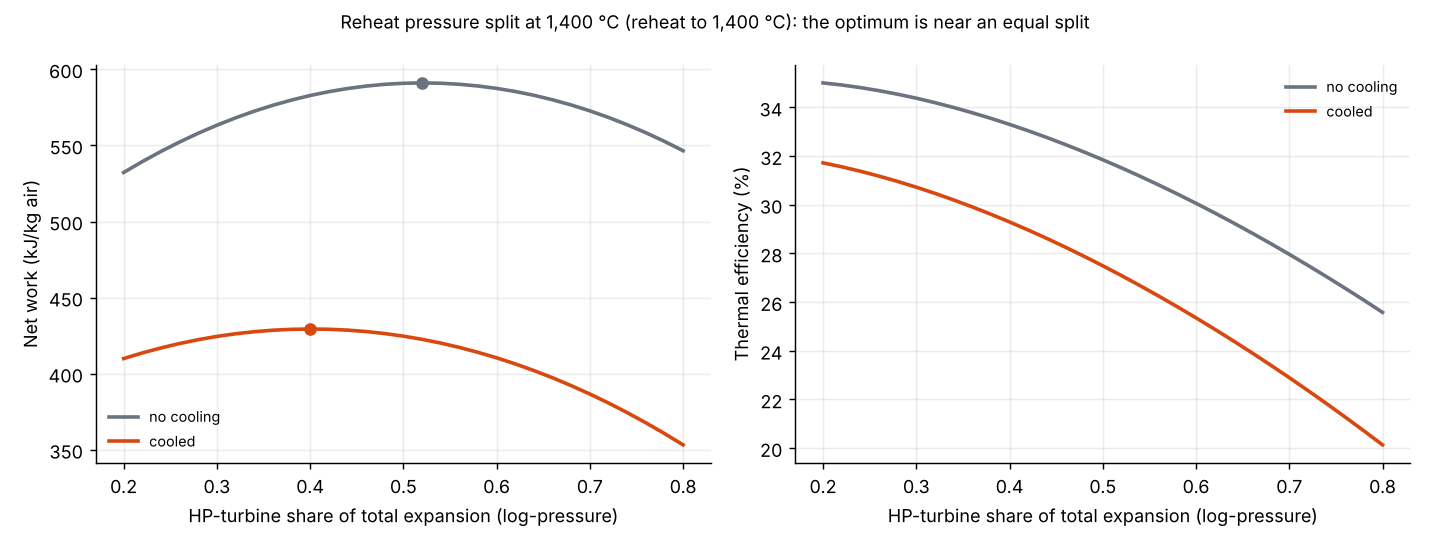 Reheat pressure split at 1,400 °C (reheat to 1,400 °C): the optimum is near an equal split
Net work (kJ/kg air)
600
550
500
450
400
350
no cooling
cooled
0.2 0.3 0.4 0.5 0.6 0.7 0.8
HP-turbine share of total expansion (log-pressure)
Thermal efficiency (%)
34
32
30
28
26
24
22
20
no cooling
cooled
0.2 0.3 0.4 0.5 0.6 0.7 0.8
HP-turbine share of total expansion (log-pressure)